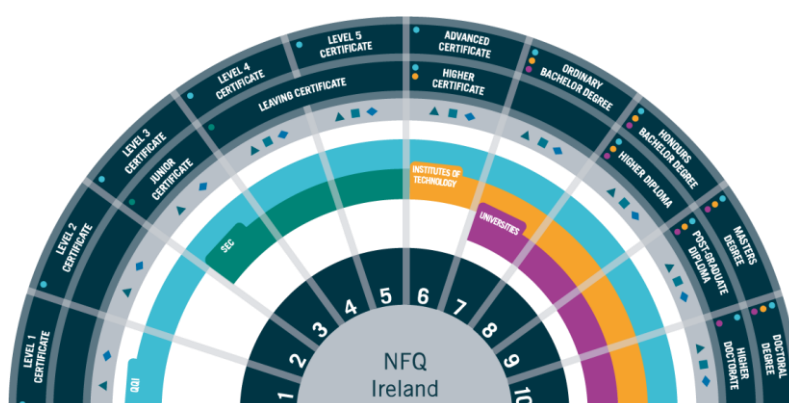 LEVEL 1
CERTIFICATE
LEVEL 2
CERTIFICATE
LEVEL 3
CERTIFICATE
LEVEL 4
CERTIFICATE
LEVEL 5
CERTIFICATE
ADVANCED
CERTIFICATE
ORDINARY
BACHELOR DEGREE
HONOURS
BACHELOR DEGREE
MASTERS
DEGREE
DOCTORAL
DEGREE
JUNIOR
CERTIFICATE
LEAVING CERTIFICATE
HIGHER
CERTIFICATE
HIGHER DIPLOMA
POST-GRADUATE
DIPLOMA
HIGHER
DOCTORATE
QQI
SEC
INSTITUTES OF
TECHNOLOGY
UNIVERSITIES
1
2
3
4
5
6
7
8
9
10
NFQ
Ireland